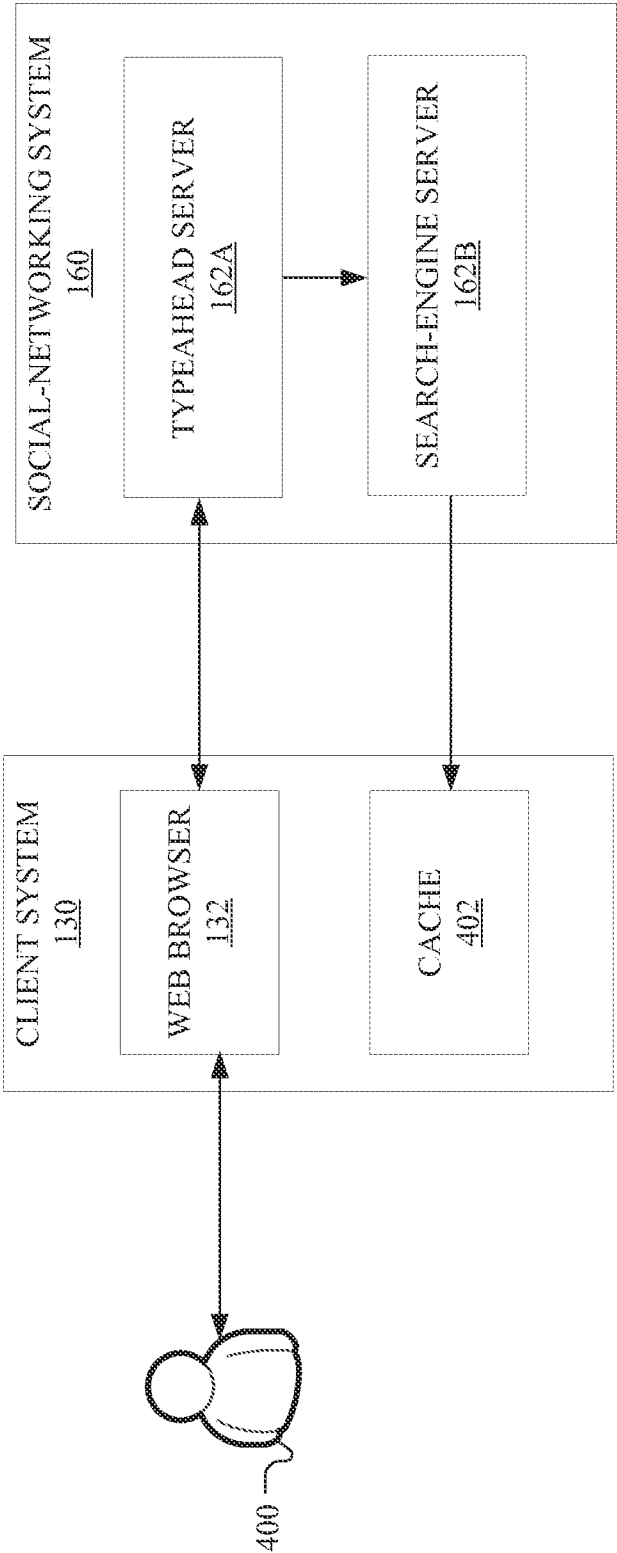 400
CLIENT SYSTEM
130
WEB BROWSER
132
CACHE
402
SOCIAL-NETWORKING SYSTEM
160
TYPEAHEAD SERVER
162A
SEARCH-ENGINE SERVER
162B